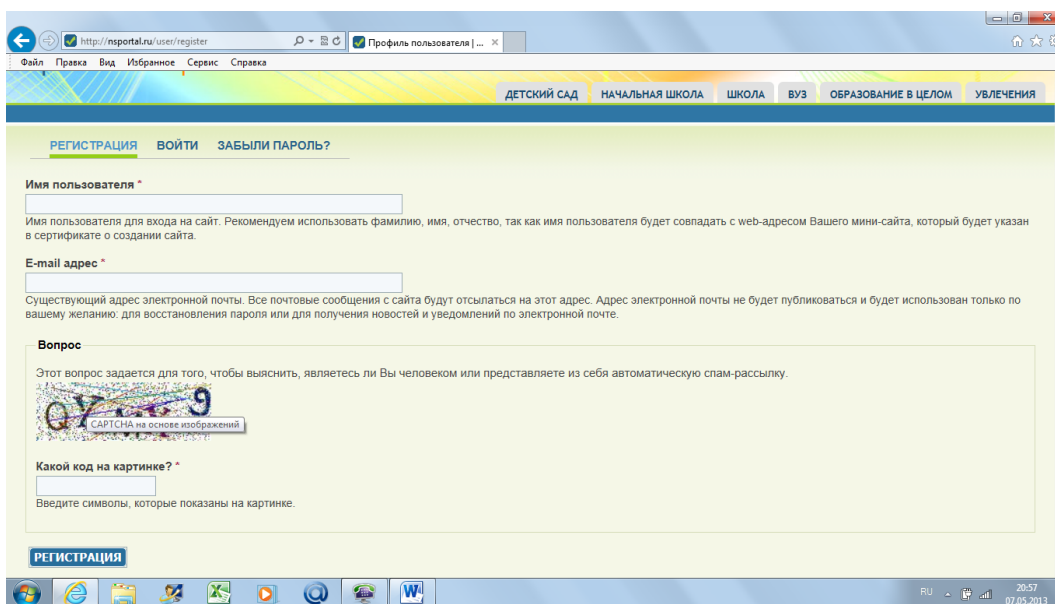 http://nsportal.ru/user/register
Профиль пользователя | ...
Файл Правка Вид Избранное Сервис Справка
ДЕТСКИЙ САД НАЧАЛЬНАЯ ШКОЛА ШКОЛА ВУЗ ОБРАЗОВАНИЕ В ЦЕЛОМ УВЛЕЧЕНИЯ
РЕГИСТРАЦИЯ ВОЙТИ ЗАБЫЛИ ПАРОЛЬ?
Имя пользователя *
Имя пользователя для входа на сайт. Рекомендуем использовать фамилию, имя, отчество, так как имя пользователя будет совпадать с web-адресом Вашего мини-сайта, который будет указан
в сертификате о создании сайта.
E-mail адрес *
Существующий адрес электронной почты. Все почтовые сообщения с сайта будут отсылаться на этот адрес. Адрес электронной почты не будет публиковаться и будет использован только по
вашему желанию: для восстановления пароля или для получения новостей и уведомлений по электронной почте.
Вопрос
Этот вопрос задается для того, чтобы выяснить, являетесь ли Вы человеком или представляете из себя автоматическую спам-рассылку.
CAPTCHA на основе изображений
Какой код на картинке? *
Введите символы, которые показаны на картинке.
РЕГИСТРАЦИЯ
RU
20:57
07.05.2013